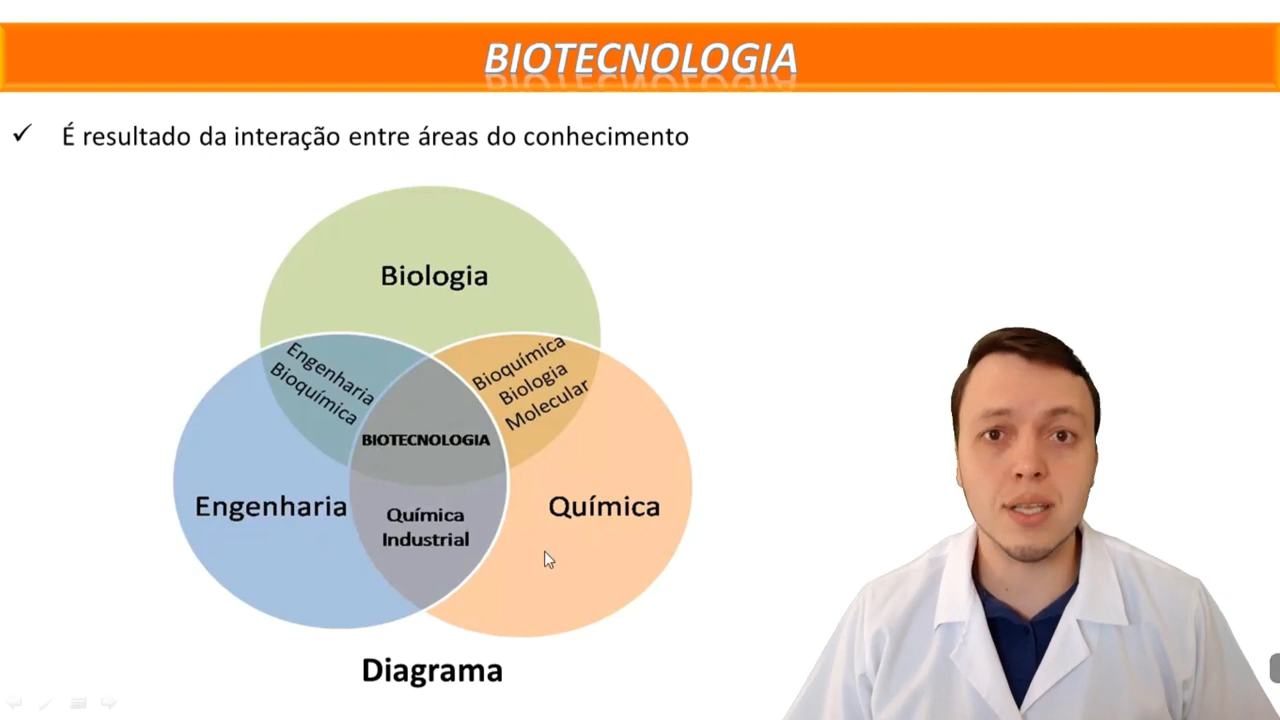 BIOTECNOLOGIA
✓ É resultado da interação entre áreas do conhecimento
Biologia
Engenharia
Bioquímica
Bioquímica
Biologia
Molecular
BIOTECNOLOGIA
Engenharia
Química
Industrial
Química
Diagrama